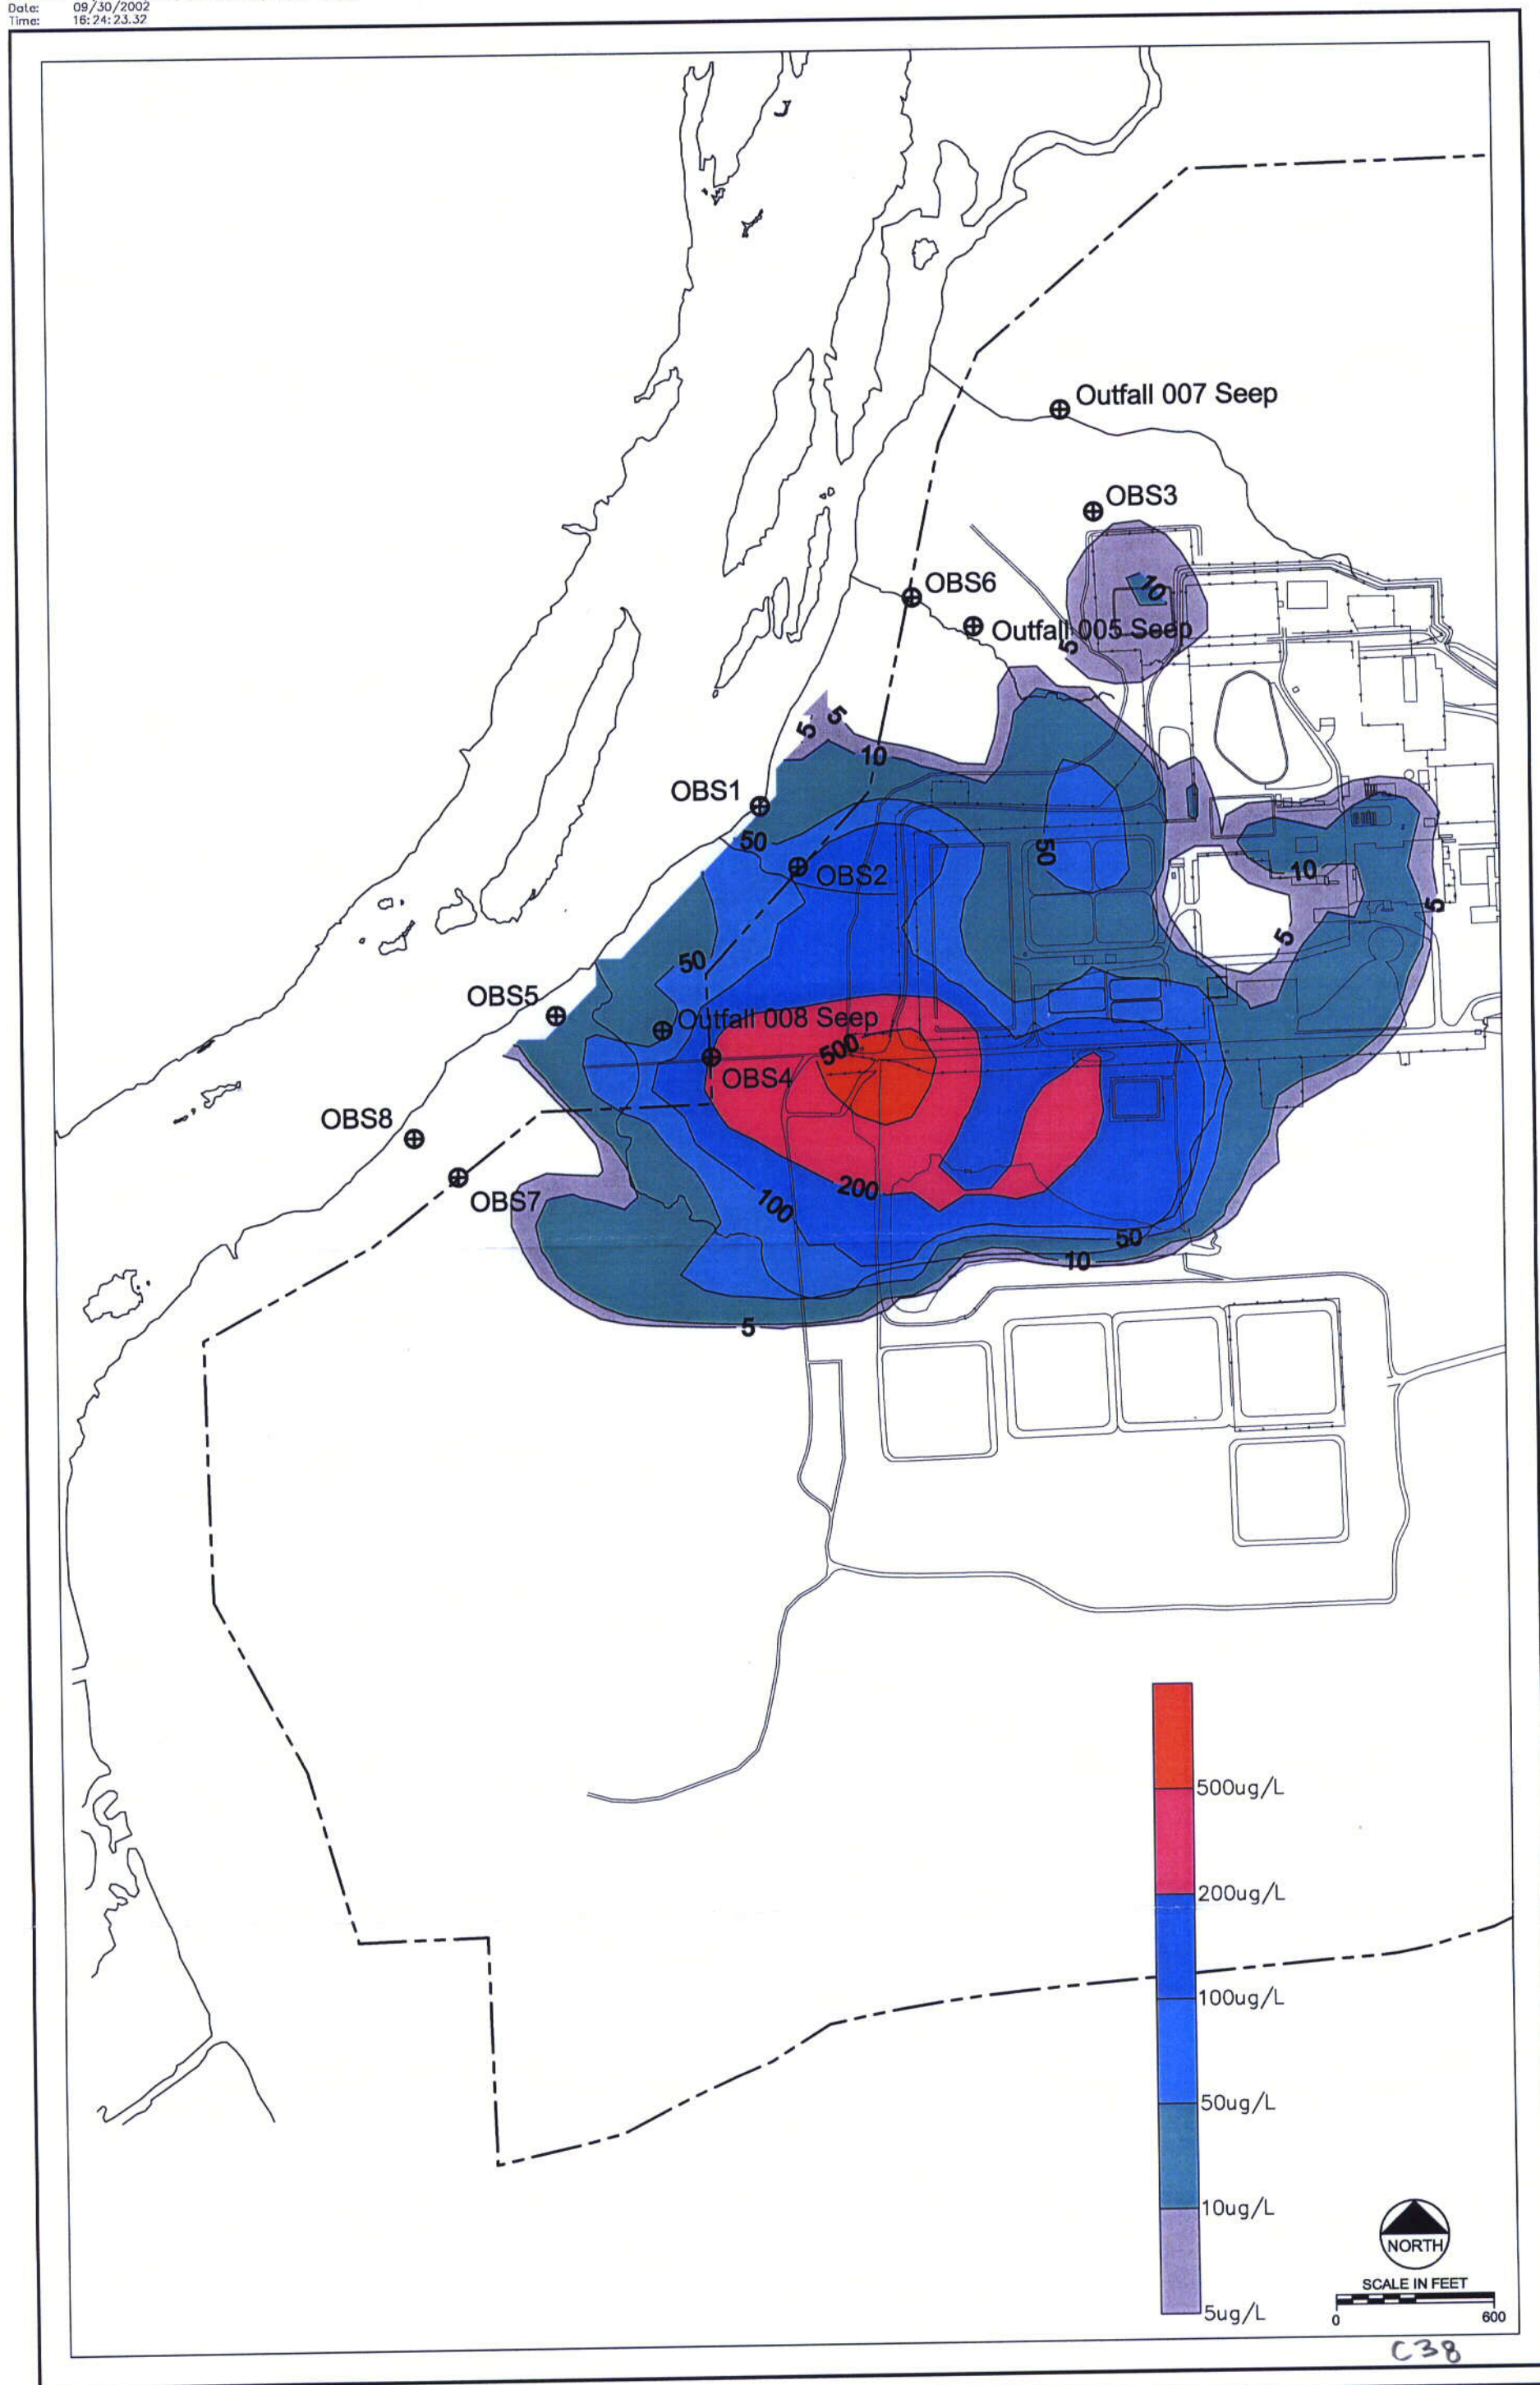 Date: 09/30/2002
Time: 16:24:23.32
Outfall 007 Seep
OBS3
10
OBS6
Outfall 005 Seep
5
5
5
10
OBS1
50
50
OBS2
10
5
5
50
OBS5
Outfall 008 Seep
500
OBS4
OBS8
OBS7
200
100
50
10
5
500ug/L
200ug/L
100ug/L
50ug/L
10ug/L
5ug/L
NORTH
SCALE IN FEET
0 600
C38